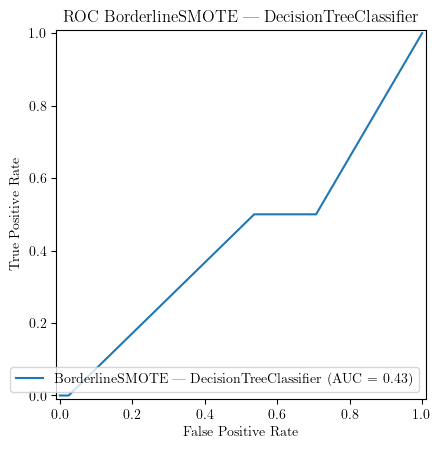 ROC BorderlineSMOTE — DecisionTreeClassifier
1.0
0.8
0.6
0.4
0.2
0.0
True Positive Rate
BorderlineSMOTE — DecisionTreeClassifier (AUC = 0.43)
0.0 0.2 0.4 0.6 0.8 1.0
False Positive Rate